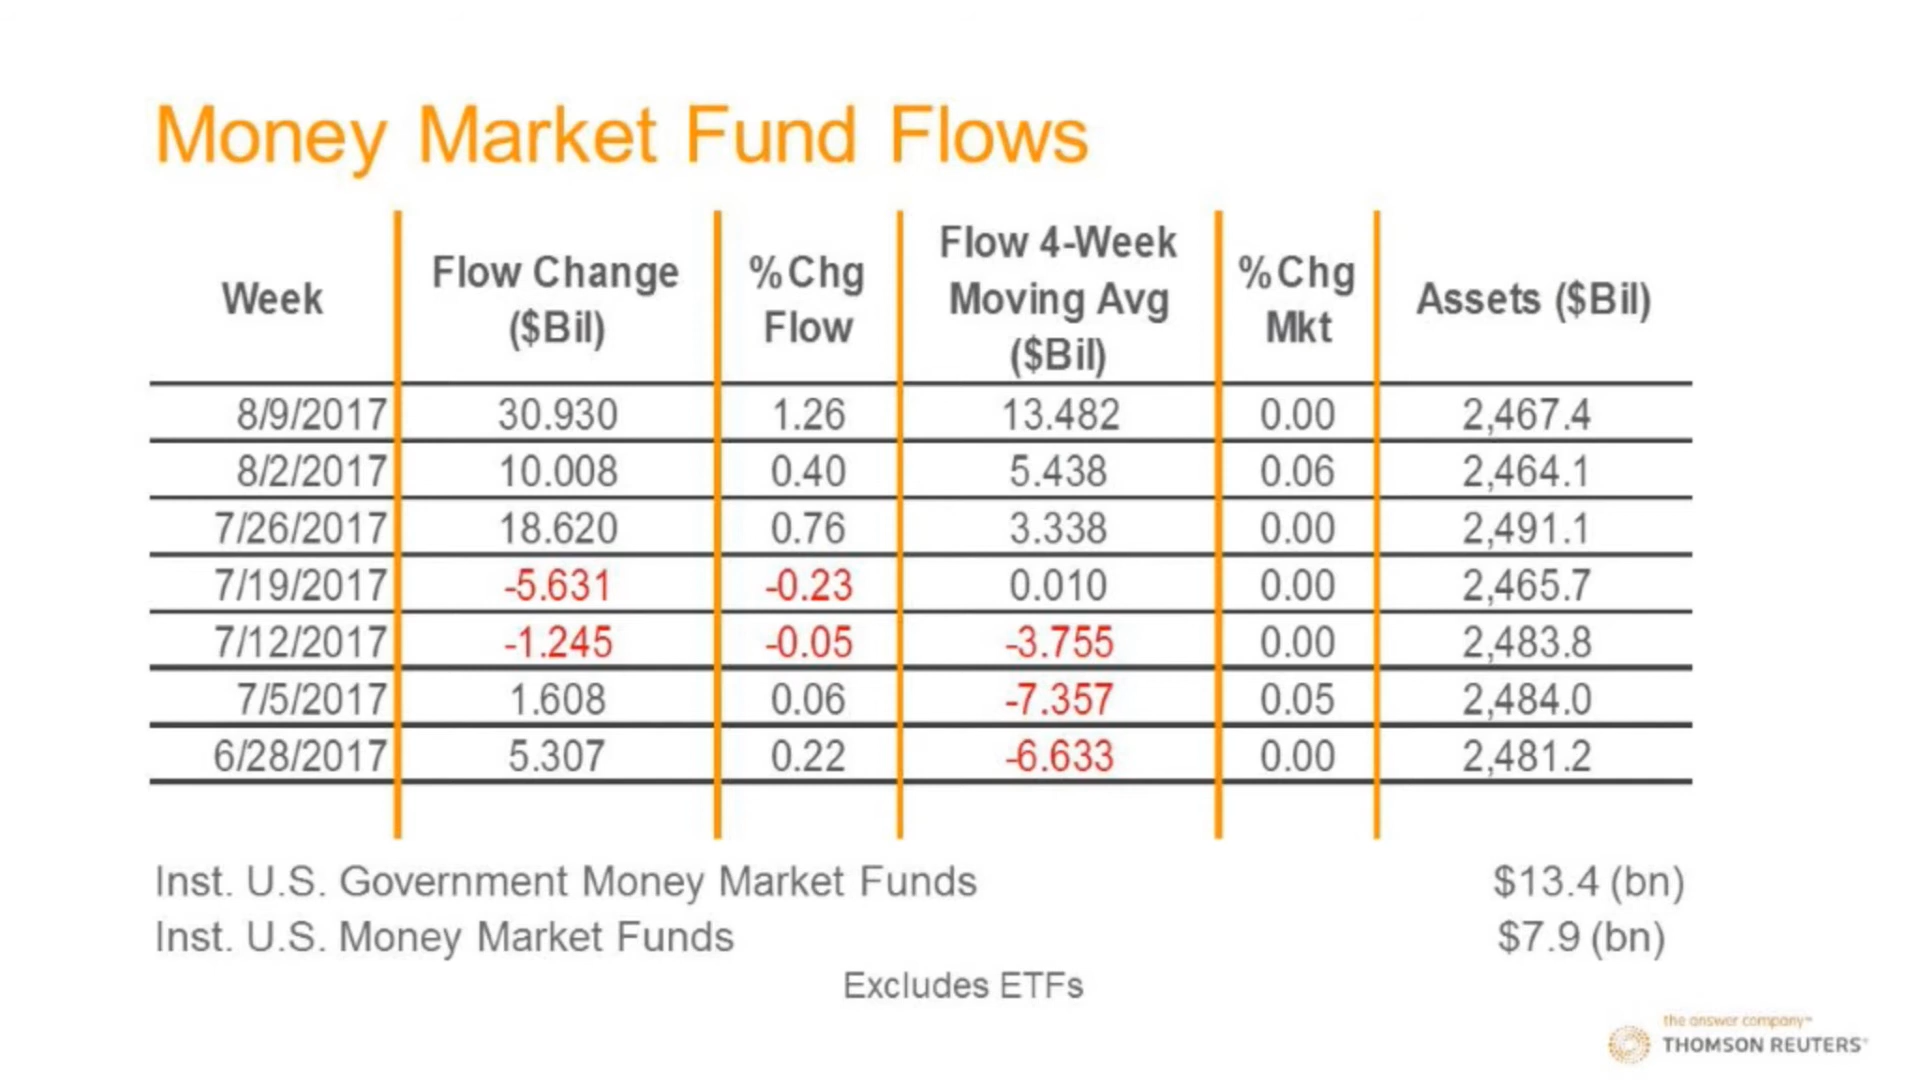 Money Market Fund Flows
Week | Flow Change ($Bil) | %Chg Flow | Flow 4-Week Moving Avg ($Bil) | %Chg Mkt | Assets ($Bil)
8/9/2017 | 30.930 | 1.26 | 13.482 | 0.00 | 2,467.4
8/2/2017 | 10.008 | 0.40 | 5.438 | 0.06 | 2,464.1
7/26/2017 | 18.620 | 0.76 | 3.338 | 0.00 | 2,491.1
7/19/2017 | -5.631 | -0.23 | 0.010 | 0.00 | 2,465.7
7/12/2017 | -1.245 | -0.05 | -3.755 | 0.00 | 2,483.8
7/5/2017 | 1.608 | 0.06 | -7.357 | 0.05 | 2,484.0
6/28/2017 | 5.307 | 0.22 | -6.633 | 0.00 | 2,481.2
Inst. U.S. Government Money Market Funds $13.4 (bn)
Inst. U.S. Money Market Funds $7.9 (bn)
Excludes ETFs
the answer company™
THOMSON REUTERS®